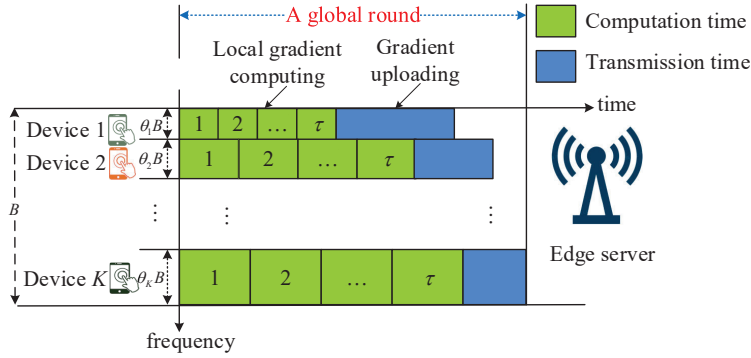 A global round
Computation time
Transmission time
Local gradient
computing
Gradient
uploading
time
Device 1
θ₁B
1 2 … τ
Device 2
θ₂B
1 2 … τ
B
⋮ ⋮ ⋮
Edge server
Device K
θ_K B
1 2 … τ
frequency